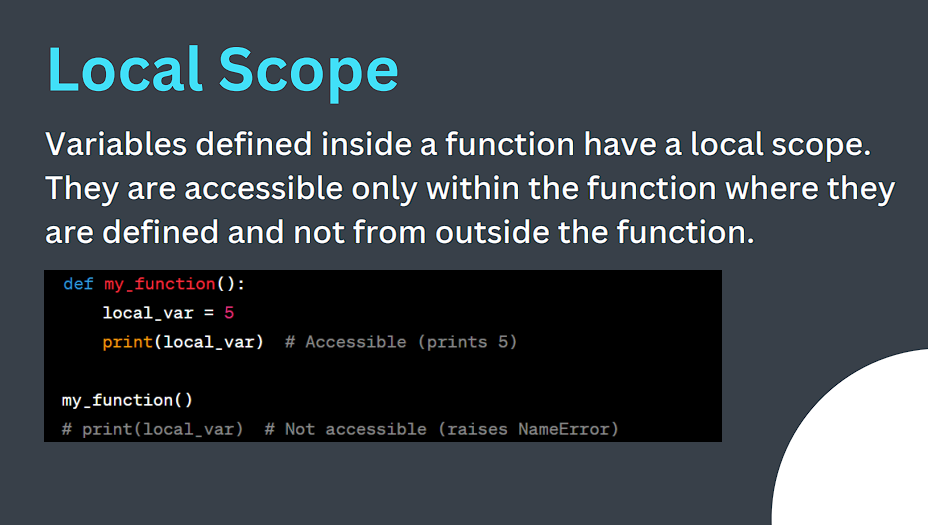 Local Scope
Variables defined inside a function have a local scope.
They are accessible only within the function where they
are defined and not from outside the function.
def my_function():
    local_var = 5
    print(local_var)  # Accessible (prints 5)
my_function()
# print(local_var)  # Not accessible (raises NameError)